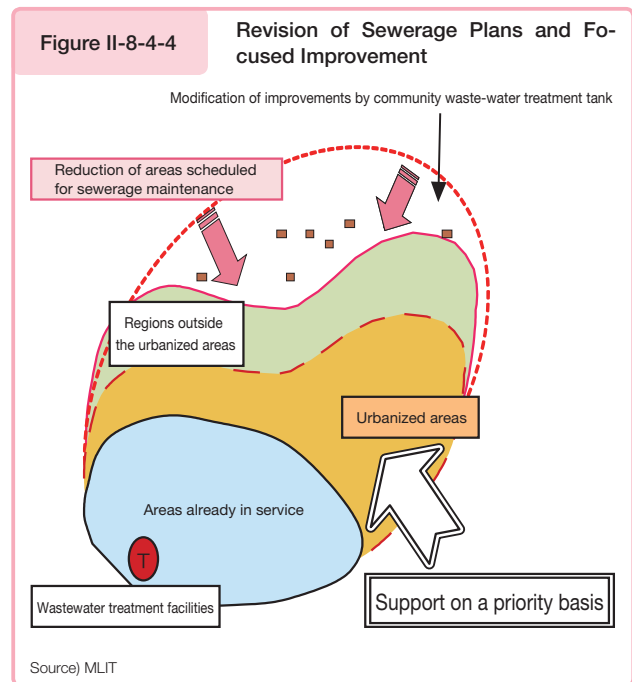 Figure II-8-4-4
Revision of Sewerage Plans and Fo-
cused Improvement
Modification of improvements by community waste-water treatment tank
Reduction of areas scheduled
for sewerage maintenance
Regions outside
the urbanized areas
Urbanized areas
Areas already in service
T
Wastewater treatment facilities
Support on a priority basis
Source) MLIT